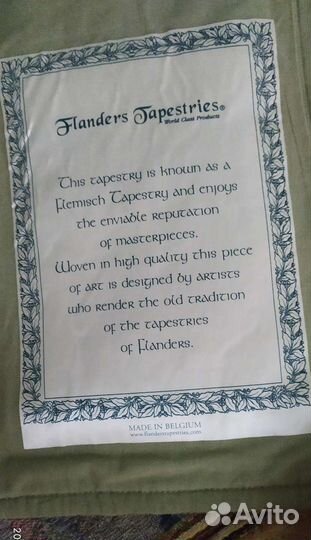 Flanders Tapestries®
World Class Products
This tapestry is known as a
Flemisch Tapestry and enjoys
the enviable reputation
of masterpieces.
Woven in high quality this piece
of art is designed by artists
who render the old tradition
of the tapestries
of Flanders.
MADE IN BELGIUM
www.flanderstapestries.com
20
Avito